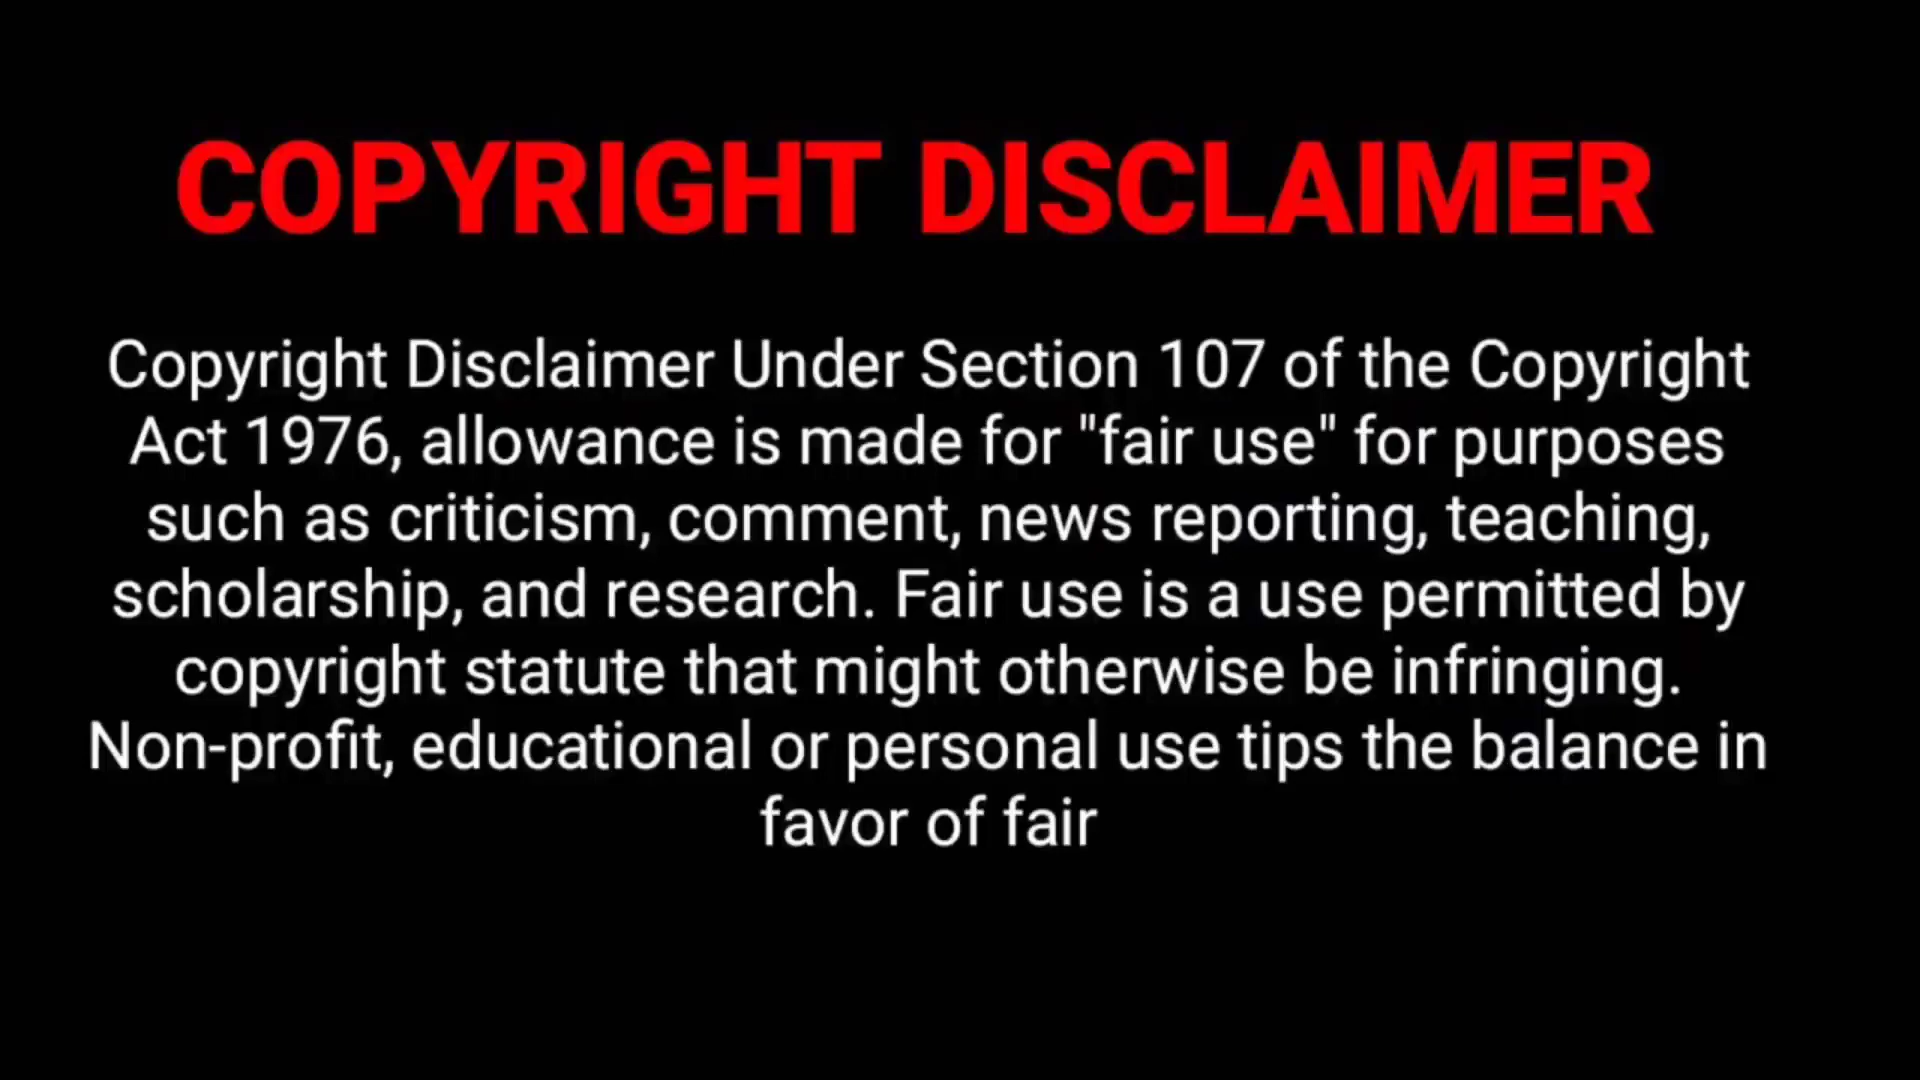 COPYRIGHT DISCLAIMER
Copyright Disclaimer Under Section 107 of the Copyright
Act 1976, allowance is made for "fair use" for purposes
such as criticism, comment, news reporting, teaching,
scholarship, and research. Fair use is a use permitted by
copyright statute that might otherwise be infringing.
Non-profit, educational or personal use tips the balance in
favor of fair